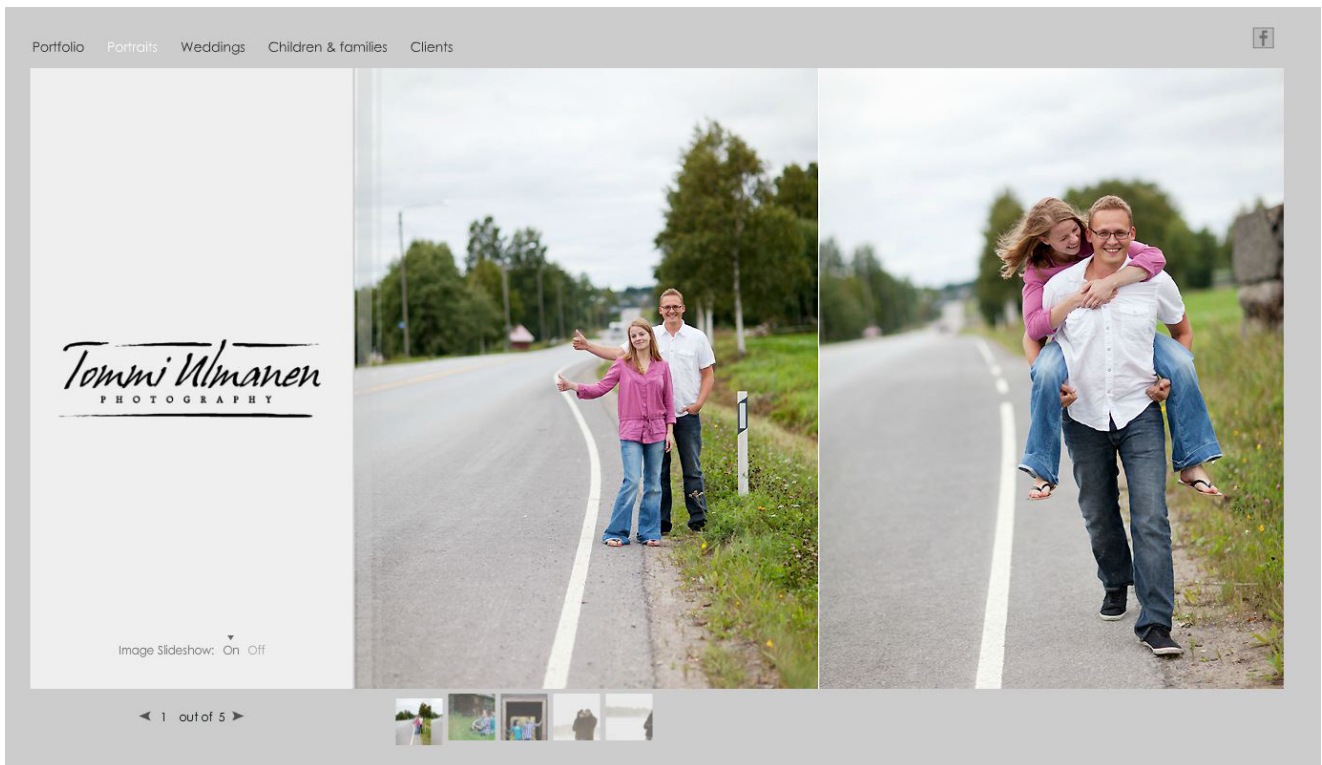 Portfolio Portraits Weddings Children & families Clients
f
Tommi Ulmanen
PHOTOGRAPHY
Image Slideshow: On Off
1 out of 5